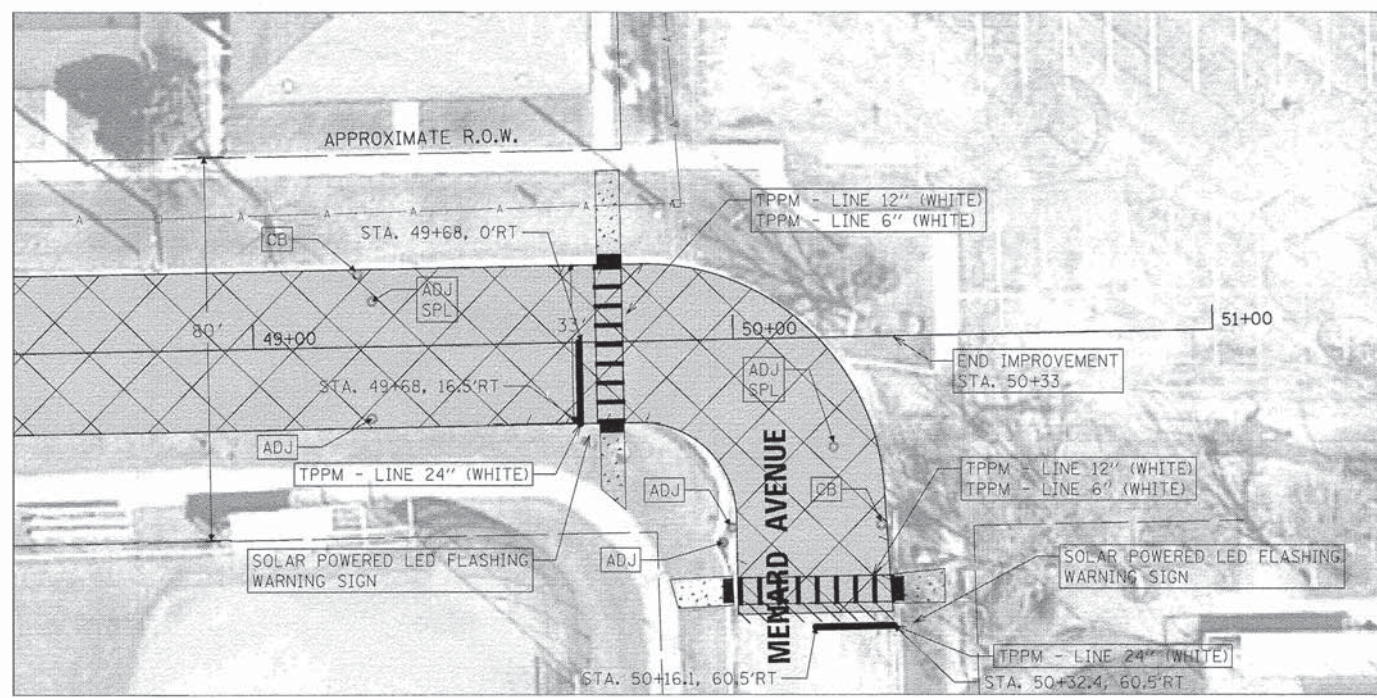 APPROXIMATE R.O.W.
TPPM - LINE 12" (WHITE)
TPPM - LINE 6" (WHITE)
A A A A A A A
CB
STA. 49+68, 0'RT
ADJ
SPL
80'
49+00
33'
50+00
51+00
END IMPROVEMENT
STA. 50+33
ADJ
SPL
STA. 49+68, 16.5'RT
ADJ
TPPM - LINE 24" (WHITE)
TPPM - LINE 12" (WHITE)
TPPM - LINE 6" (WHITE)
ADJ
CB
MENARD AVENUE
SOLAR POWERED LED FLASHING
WARNING SIGN
ADJ
SOLAR POWERED LED FLASHING
WARNING SIGN
TPPM - LINE 24" (WHITE)
STA. 50+16.1, 60.5'RT
STA. 50+32.4, 60.5'RT